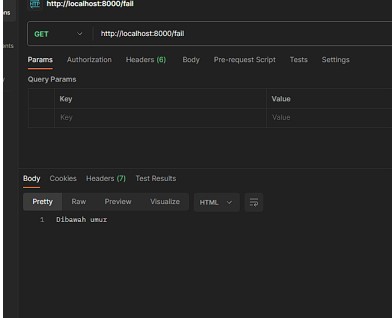 http://localhost:8000/fail
GET http://localhost:8000/fail
Params Authorization Headers (6) Body Pre-request Script Tests Settings
Query Params
Key Value
Key Value
Body Cookies Headers (7) Test Results
Pretty Raw Preview Visualize HTML
1 Dibawah umur